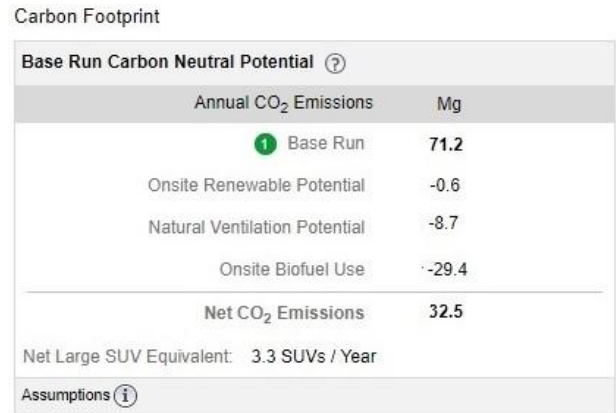 Carbon Footprint
Base Run Carbon Neutral Potential ?
Annual CO2 Emissions Mg
1 Base Run 71.2
Onsite Renewable Potential -0.6
Natural Ventilation Potential -8.7
Onsite Biofuel Use -29.4
Net CO2 Emissions 32.5
Net Large SUV Equivalent: 3.3 SUVs / Year
Assumptions i